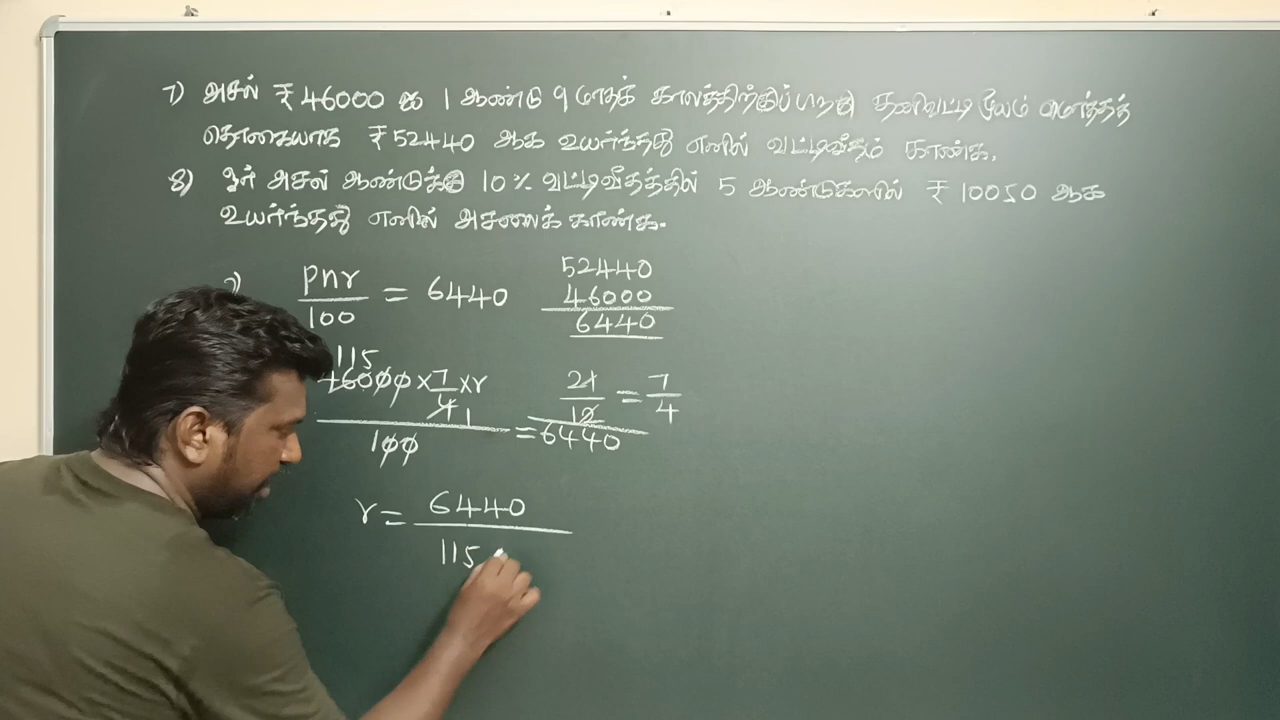 7) அசல் ₹ 46000 ஐ 1 ஆண்டு 9 மாதக் காலத்திற்குப் பிறகு தனிவட்டி மூலம் மொத்தத்
தொகையாக ₹ 52440 ஆக உயர்ந்தது எனில் வட்டிவீதம் காண்க.
8) ஓர் அசல் ஆண்டுக்கு 10 % வட்டிவீதத்தில் 5 ஆண்டுகளில் ₹ 10050 ஆக
உயர்ந்தது எனில் அசலைக் காண்க.
pnr/100 = 6440
52440
46000
6440
115
46000 × 7/4 × r / 100 = 6440
1
21/12 = 7/4
r = 6440 / 115